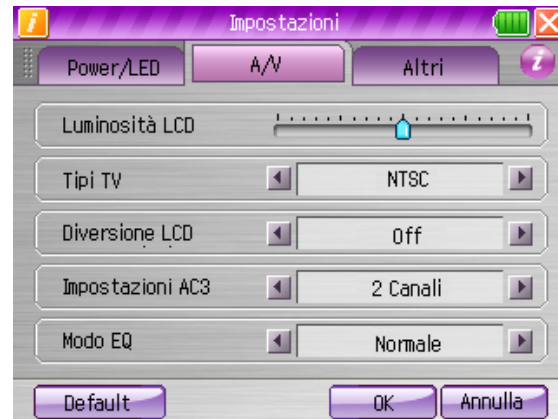 Impostazioni
Power/LED A/V Altri
Luminosità LCD
Tipi TV NTSC
Diversione LCD Off
Impostazioni AC3 2 Canali
Modo EQ Normale
Default OK Annulla